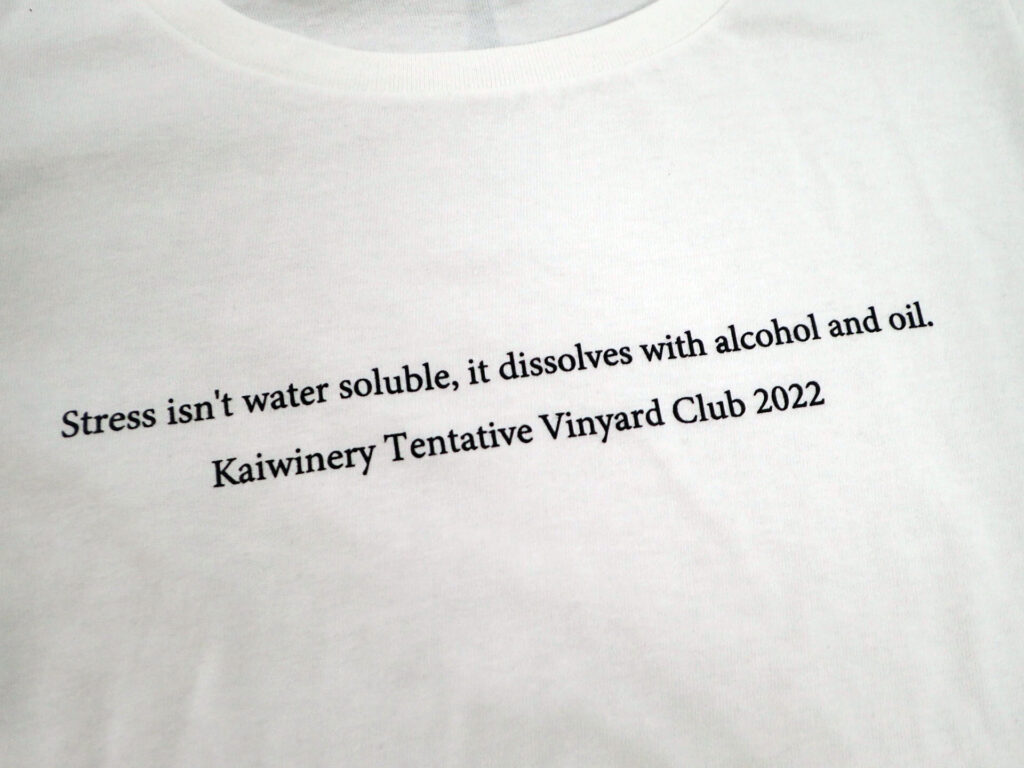 Stress isn't water soluble, it dissolves with alcohol and oil.
Kaiwinery Tentative Vinyard Club 2022